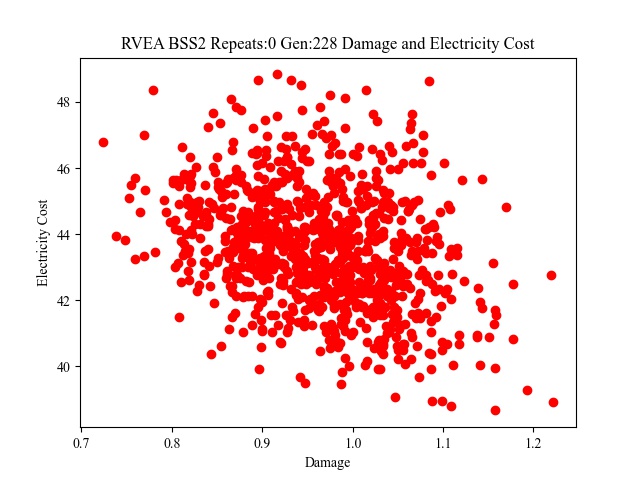 RVEA BSS2 Repeats:0 Gen:228 Damage and Electricity Cost
48
46
44
42
40
Electricity Cost
0.7 0.8 0.9 1.0 1.1 1.2
Damage